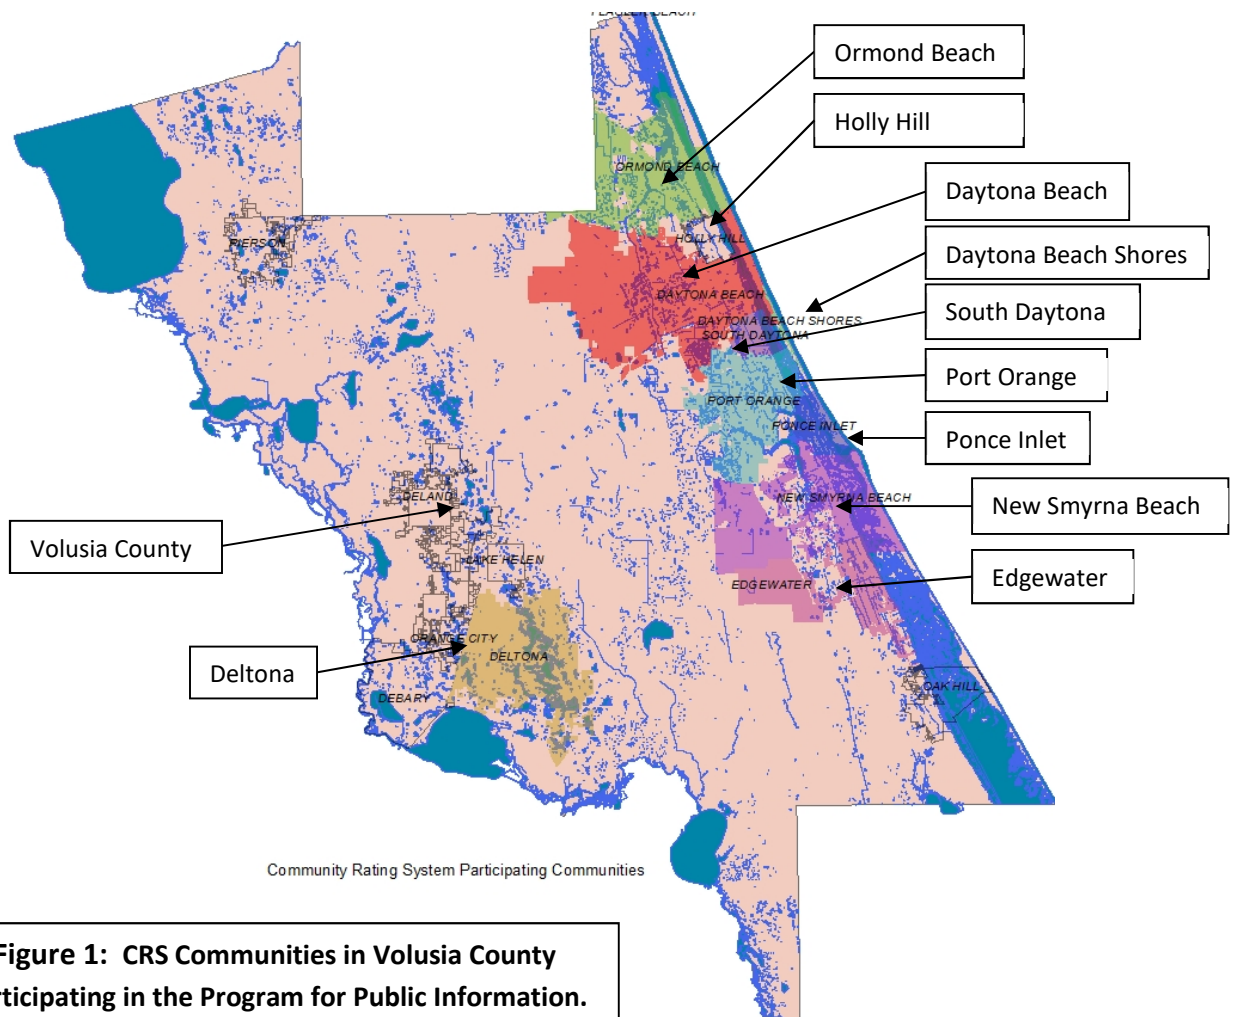 FLAGLER BEACH
Ormond Beach
Holly Hill
ORMOND BEACH
Daytona Beach
PIERSON
HOLLY HILL
Daytona Beach Shores
DAYTONA BEACH
South Daytona
DAYTONA BEACH SHORES
SOUTH DAYTONA
Port Orange
PORT ORANGE
PONCE INLET
Ponce Inlet
DELAND
NEW SMYRNA BEACH
New Smyrna Beach
Volusia County
LAKE HELEN
EDGEWATER
Edgewater
ORANGE CITY
DELTONA
Deltona
DEBARY
OAK HILL
Community Rating System Participating Communities
Figure 1: CRS Communities in Volusia County
rticipating in the Program for Public Information.